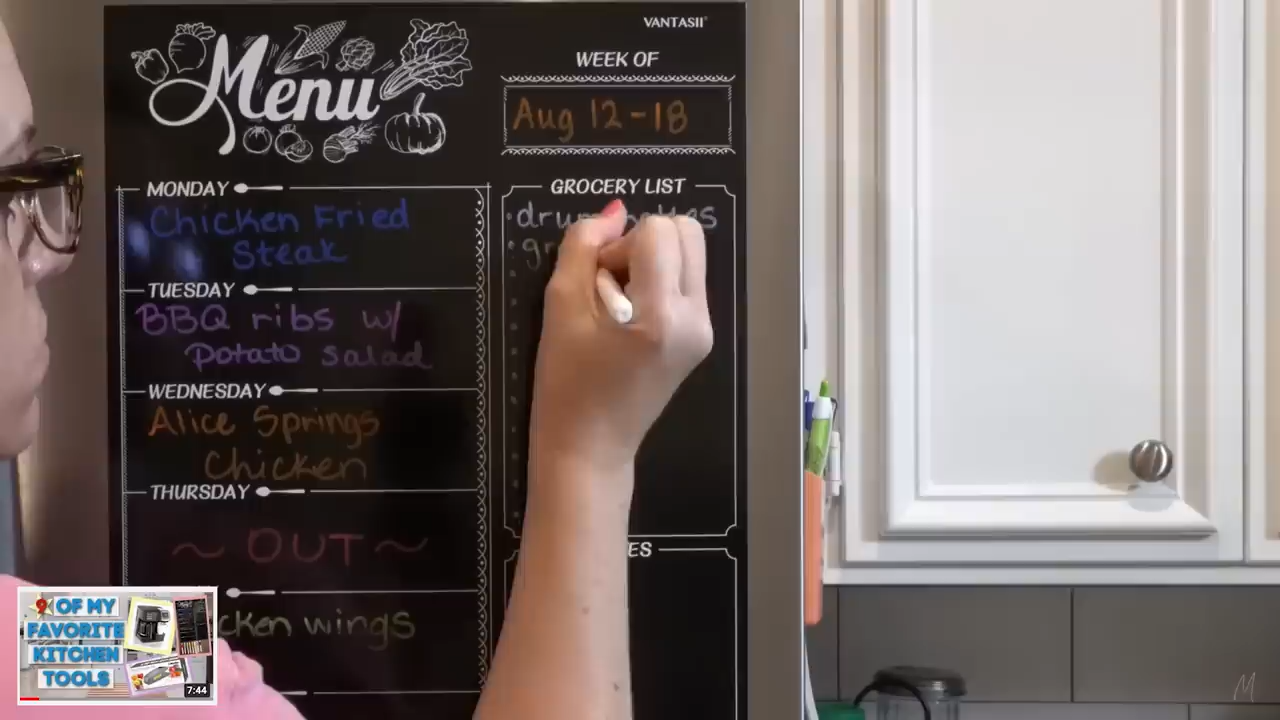 VANTASII
Menu
WEEK OF
Aug 12-18
MONDAY
Chicken Fried
Steak
TUESDAY
BBQ ribs w/
Potato salad
WEDNESDAY
Alice Springs
Chicken
THURSDAY
~ OUT ~
wings
GROCERY LIST
9 OF MY
FAVORITE
KITCHEN
TOOLS
7:44
M